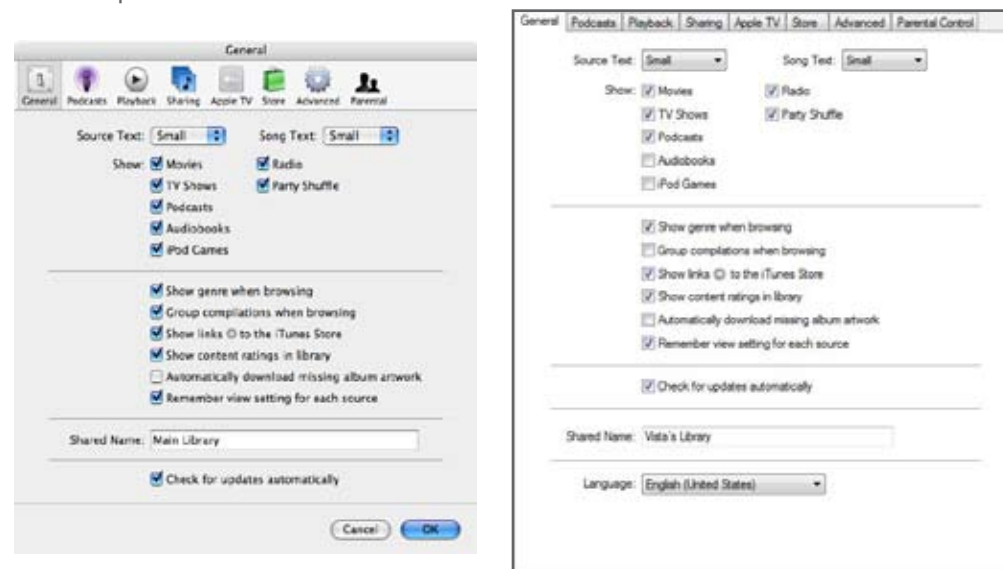 General
General Podcasts Playback Sharing Apple TV Store Advanced Parental
Source Text: Small Song Text: Small
Show: Movies Radio
TV Shows Party Shuffle
Podcasts
Audiobooks
iPod Games
Show genre when browsing
Group compilations when browsing
Show links to the iTunes Store
Show content ratings in library
Automatically download missing album artwork
Remember view setting for each source
Shared Name: Main Library
Check for updates automatically
Cancel OK
General Podcasts Playback Sharing Apple TV Store Advanced Parental Control
Source Text: Small Song Text: Small
Show: Movies Radio
TV Shows Party Shuffle
Podcasts
Audiobooks
iPod Games
Show genre when browsing
Group compilations when browsing
Show links to the iTunes Store
Show content ratings in library
Automatically download missing album artwork
Remember view setting for each source
Check for updates automatically
Shared Name: Vista's Library
Language: English (United States)